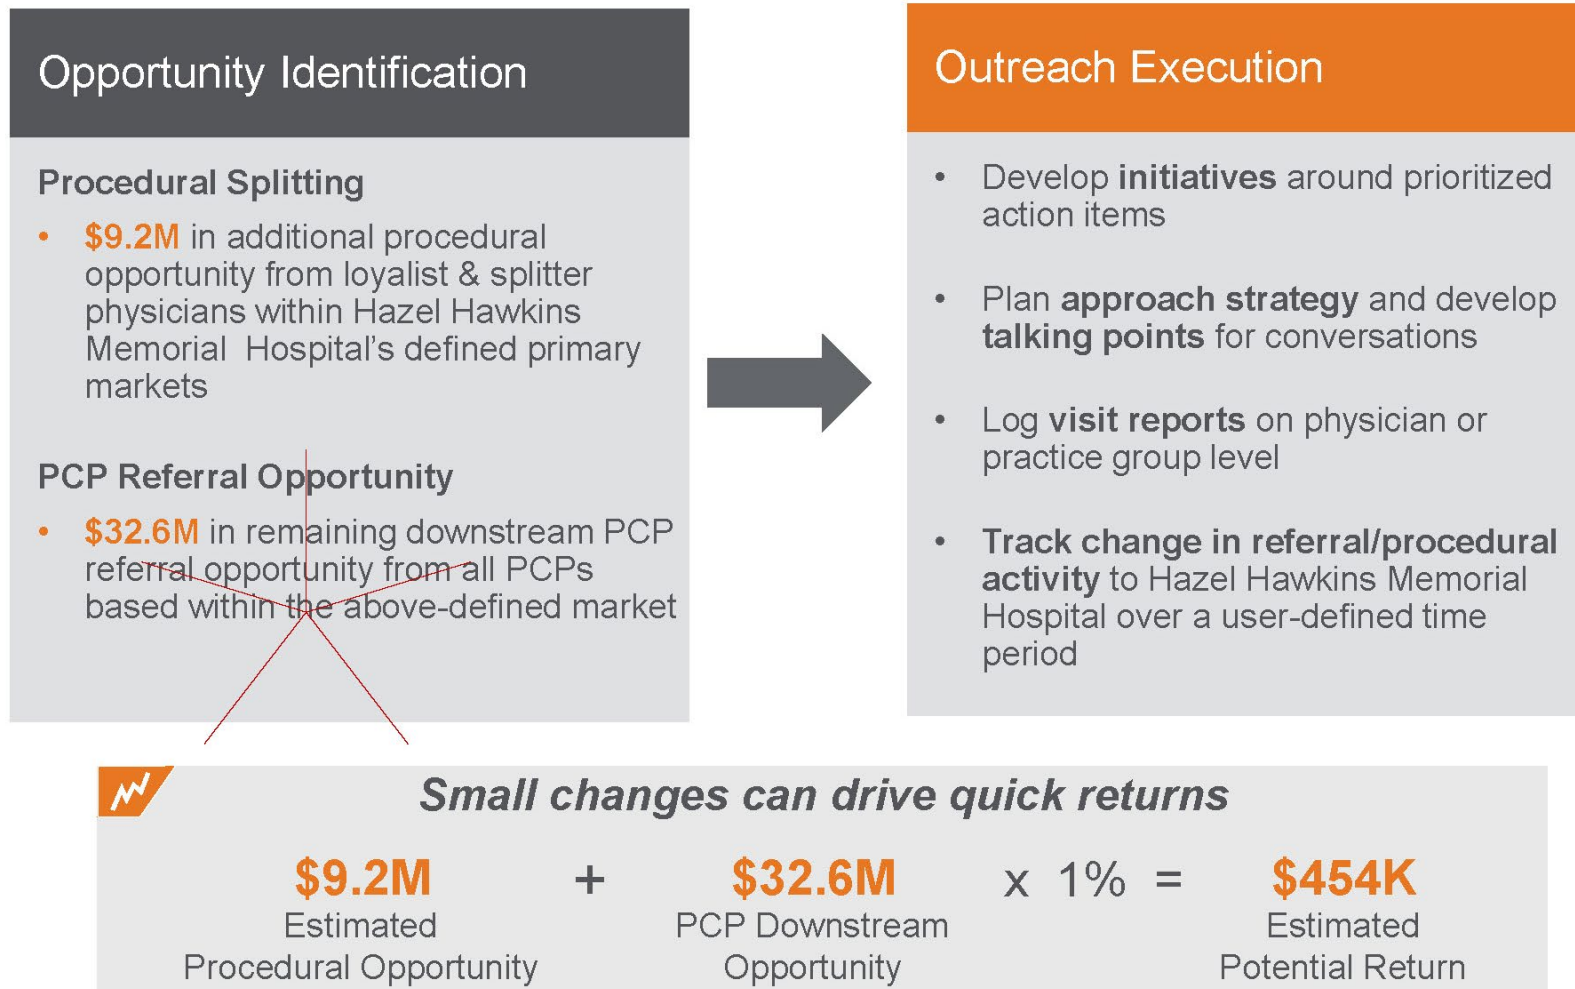 Opportunity Identification
Procedural Splitting
• $9.2M in additional procedural
opportunity from loyalist & splitter
physicians within Hazel Hawkins
Memorial  Hospital’s defined primary
markets
PCP Referral Opportunity
• $32.6M in remaining downstream PCP
referral opportunity from all PCPs
based within the above-defined market
Outreach Execution
• Develop initiatives around prioritized
action items
• Plan approach strategy and develop
talking points for conversations
• Log visit reports on physician or
practice group level
• Track change in referral/procedural
activity to Hazel Hawkins Memorial
Hospital over a user-defined time
period
Small changes can drive quick returns
$9.2M + $32.6M x 1% = $454K
Estimated PCP Downstream Estimated
Procedural Opportunity Opportunity Potential Return